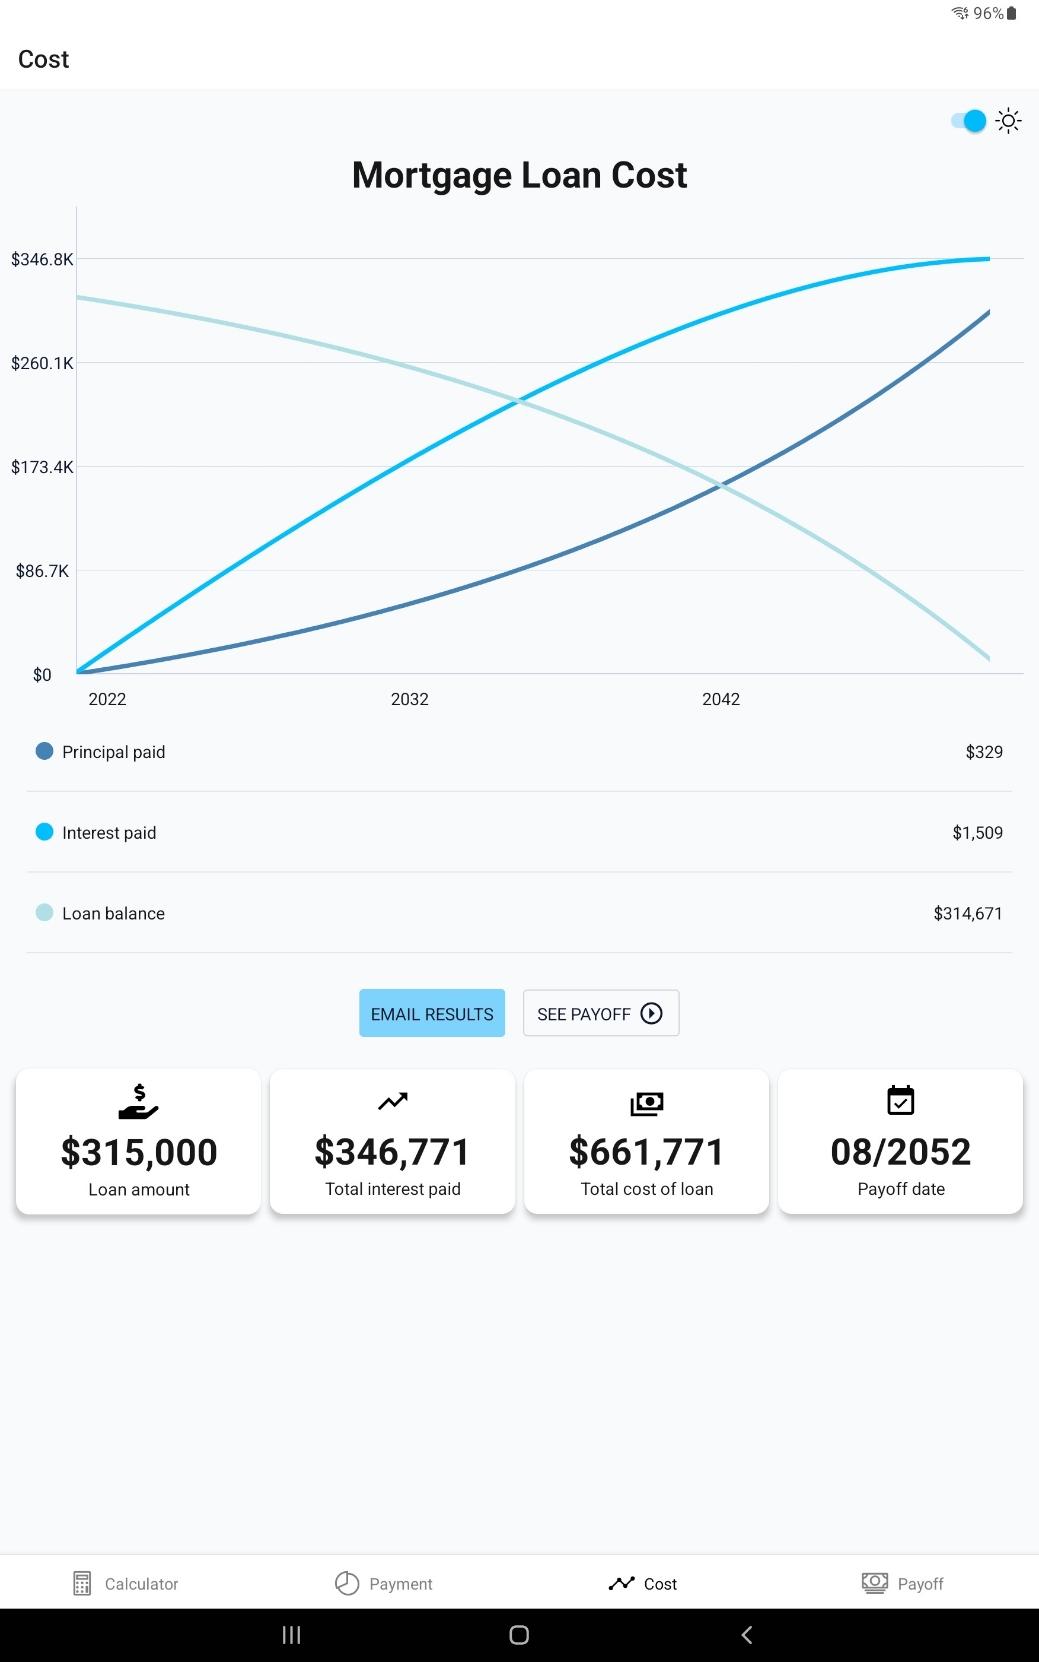 96%
Cost
Mortgage Loan Cost
$346.8K
$260.1K
$173.4K
$86.7K
$0
2022 2032 2042
Principal paid $329
Interest paid $1,509
Loan balance $314,671
EMAIL RESULTS SEE PAYOFF
$315,000 $346,771 $661,771 08/2052
Loan amount Total interest paid Total cost of loan Payoff date
Calculator Payment Cost Payoff